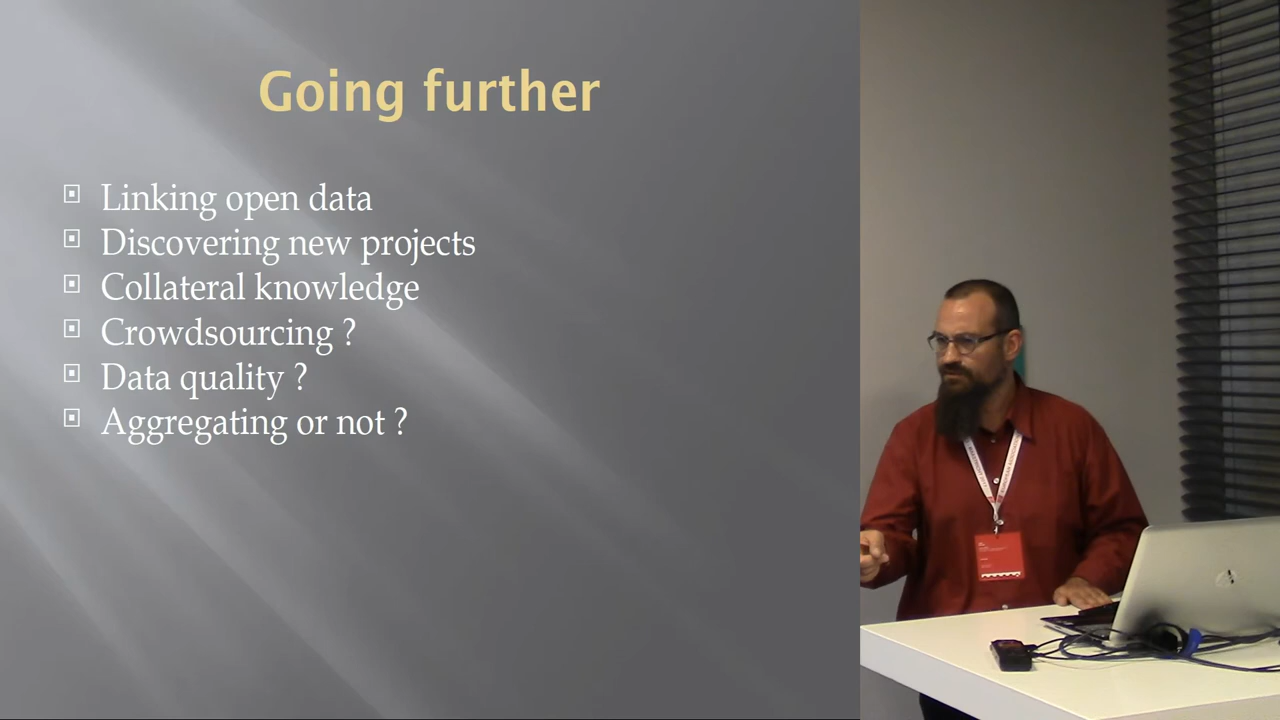 Going further
Linking open data
Discovering new projects
Collateral knowledge
Crowdsourcing ?
Data quality ?
Aggregating or not ?